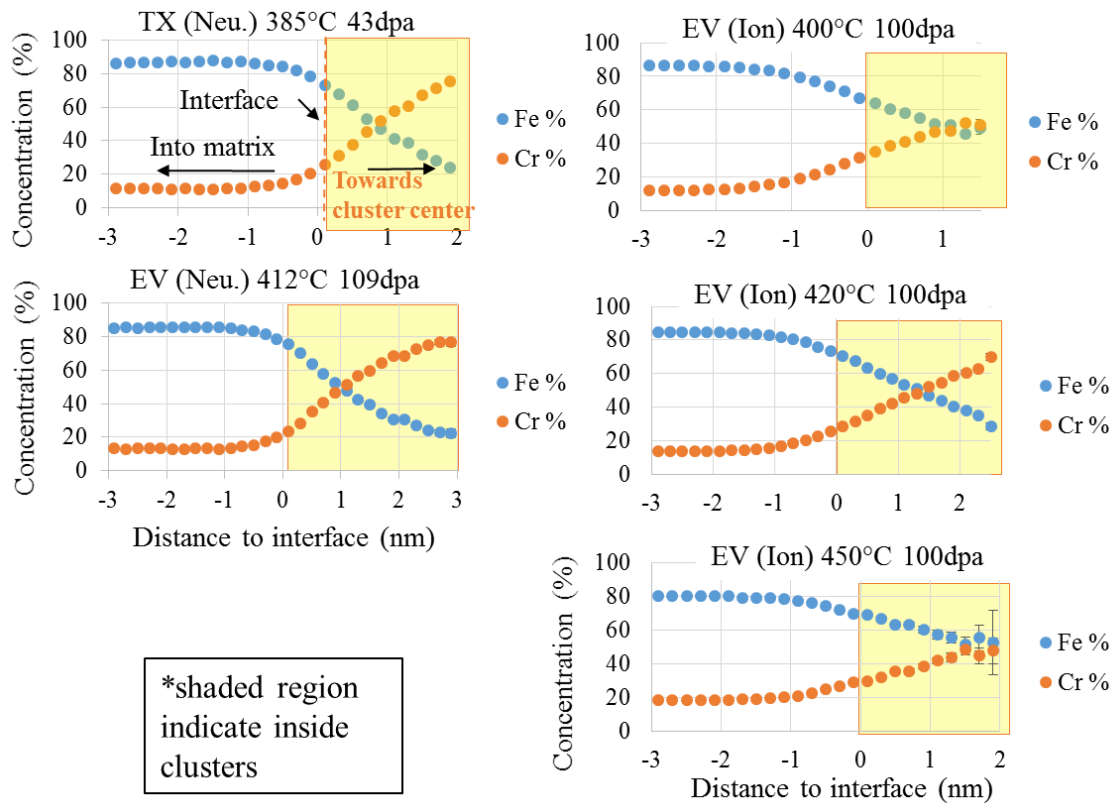 TX (Neu.) 385°C 43dpa
Concentration (%)
100
80
60
40
20
0
-3
-2
-1
0
1
2
Interface
Into matrix
Towards
cluster center
Fe %
Cr %
EV (Ion) 400°C 100dpa
100
80
60
40
20
0
-3
-2
-1
0
1
Fe %
Cr %
EV (Neu.) 412°C 109dpa
Concentration (%)
100
80
60
40
20
0
-3
-2
-1
0
1
2
3
Distance to interface (nm)
Fe %
Cr %
EV (Ion) 420°C 100dpa
100
80
60
40
20
0
-3
-2
-1
0
1
2
Fe %
Cr %
EV (Ion) 450°C 100dpa
Concentration (%)
100
80
60
40
20
0
-3
-2
-1
0
1
2
Distance to interface (nm)
Fe %
Cr %
*shaded region
indicate inside
clusters